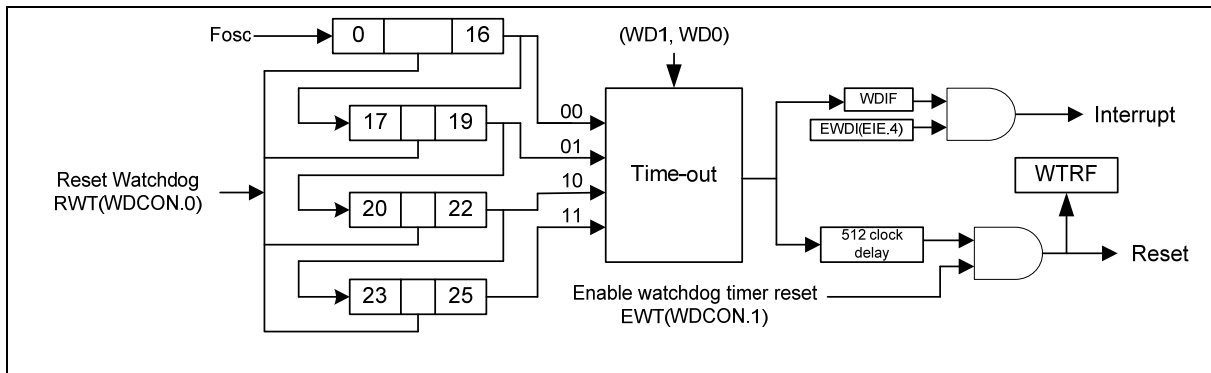 Fosc
0 16
(WD1, WD0)
17 19
20 22
23 25
00
01
10
11
Reset Watchdog
RWT(WDCON.0)
Time-out
WDIF
EWDI(EIE.4)
Interrupt
WTRF
512 clock
delay
Reset
Enable watchdog timer reset
EWT(WDCON.1)